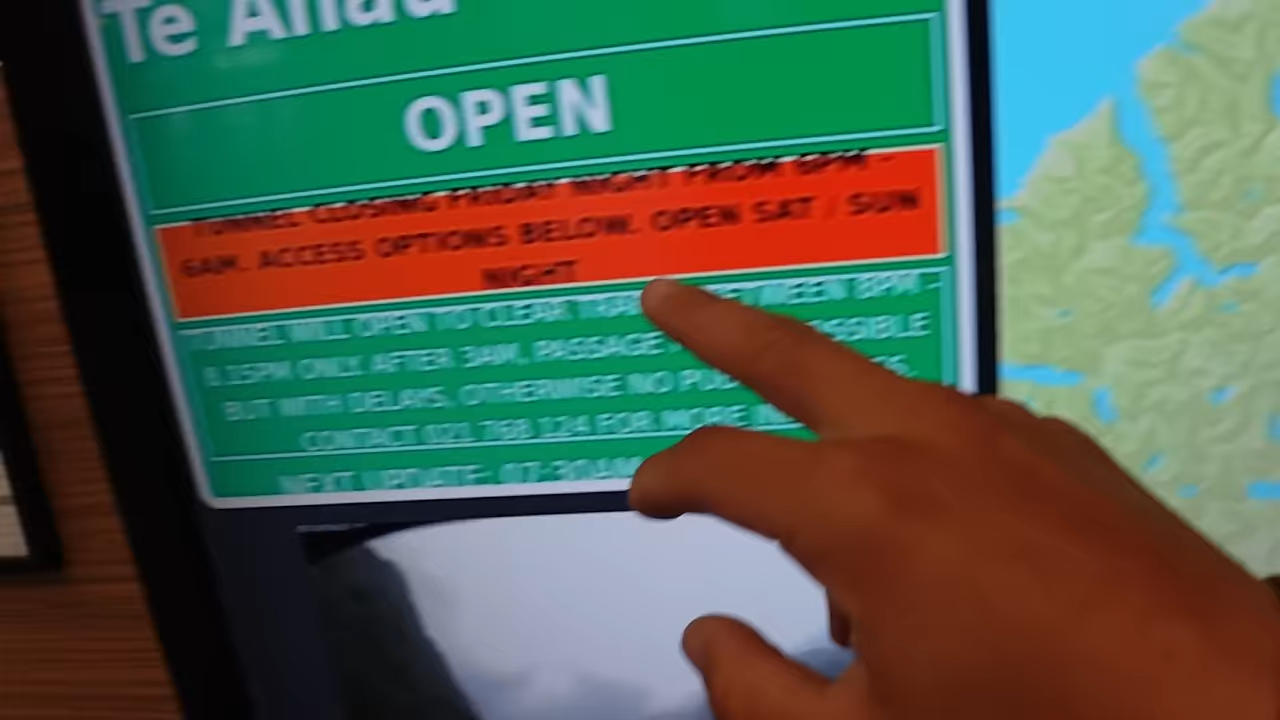 Te Anau
OPEN
TUNNEL CLOSING FRIDAY NIGHT FROM 8PM -
6AM. ACCESS OPTIONS BELOW. OPEN SAT / SUN
NIGHT
TUNNEL WILL OPEN TO CLEAR BETWEEN 8PM -
8.15PM ONLY AFTER 3AM. PASSAGE
BUT WITH DELAYS. OTHERWISE NO
CONTACT 021 768 124 FOR MORE
NEXT UPDATE: 07:30AM